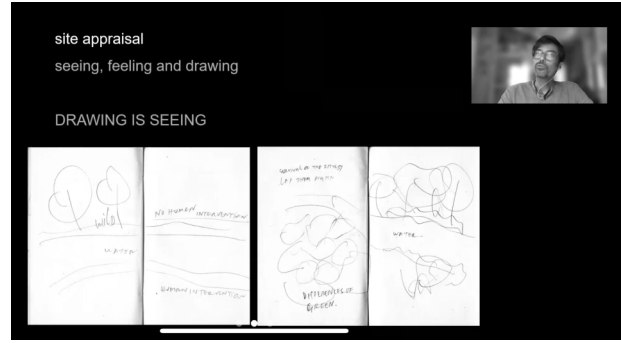 site appraisal
seeing, feeling and drawing
DRAWING IS SEEING
WILD
WATER
NO HUMAN INTERVENTION
HUMAN INTERVENTION
OF THE
GREEN.
WATER